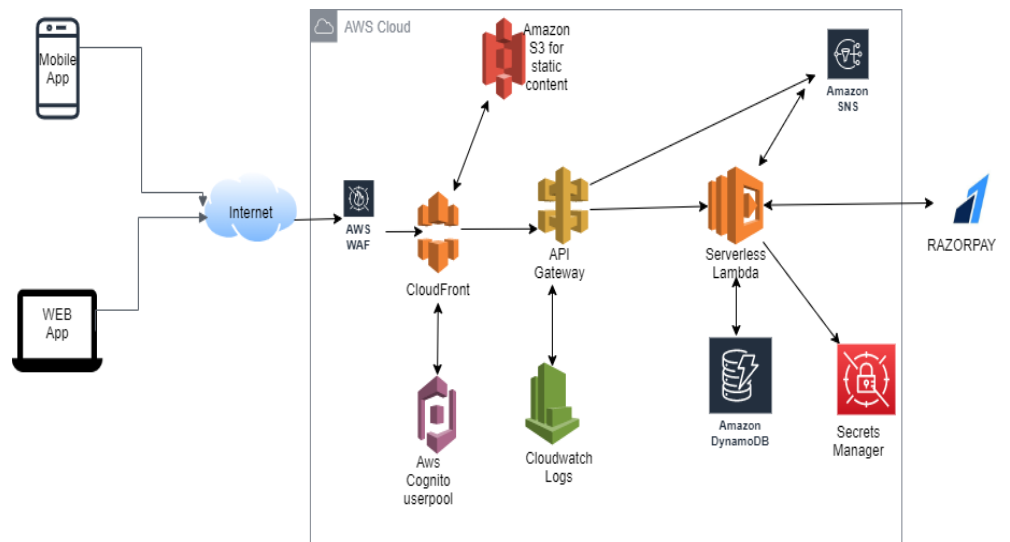 AWS Cloud
Amazon
S3 for
static
content
Mobile
App
Amazon
SNS
Internet
AWS
WAF
API
Gateway
Serverless
Lambda
RAZORPAY
CloudFront
WEB
App
Aws
Cognito
userpool
Cloudwatch
Logs
Amazon
DynamoDB
Secrets
Manager